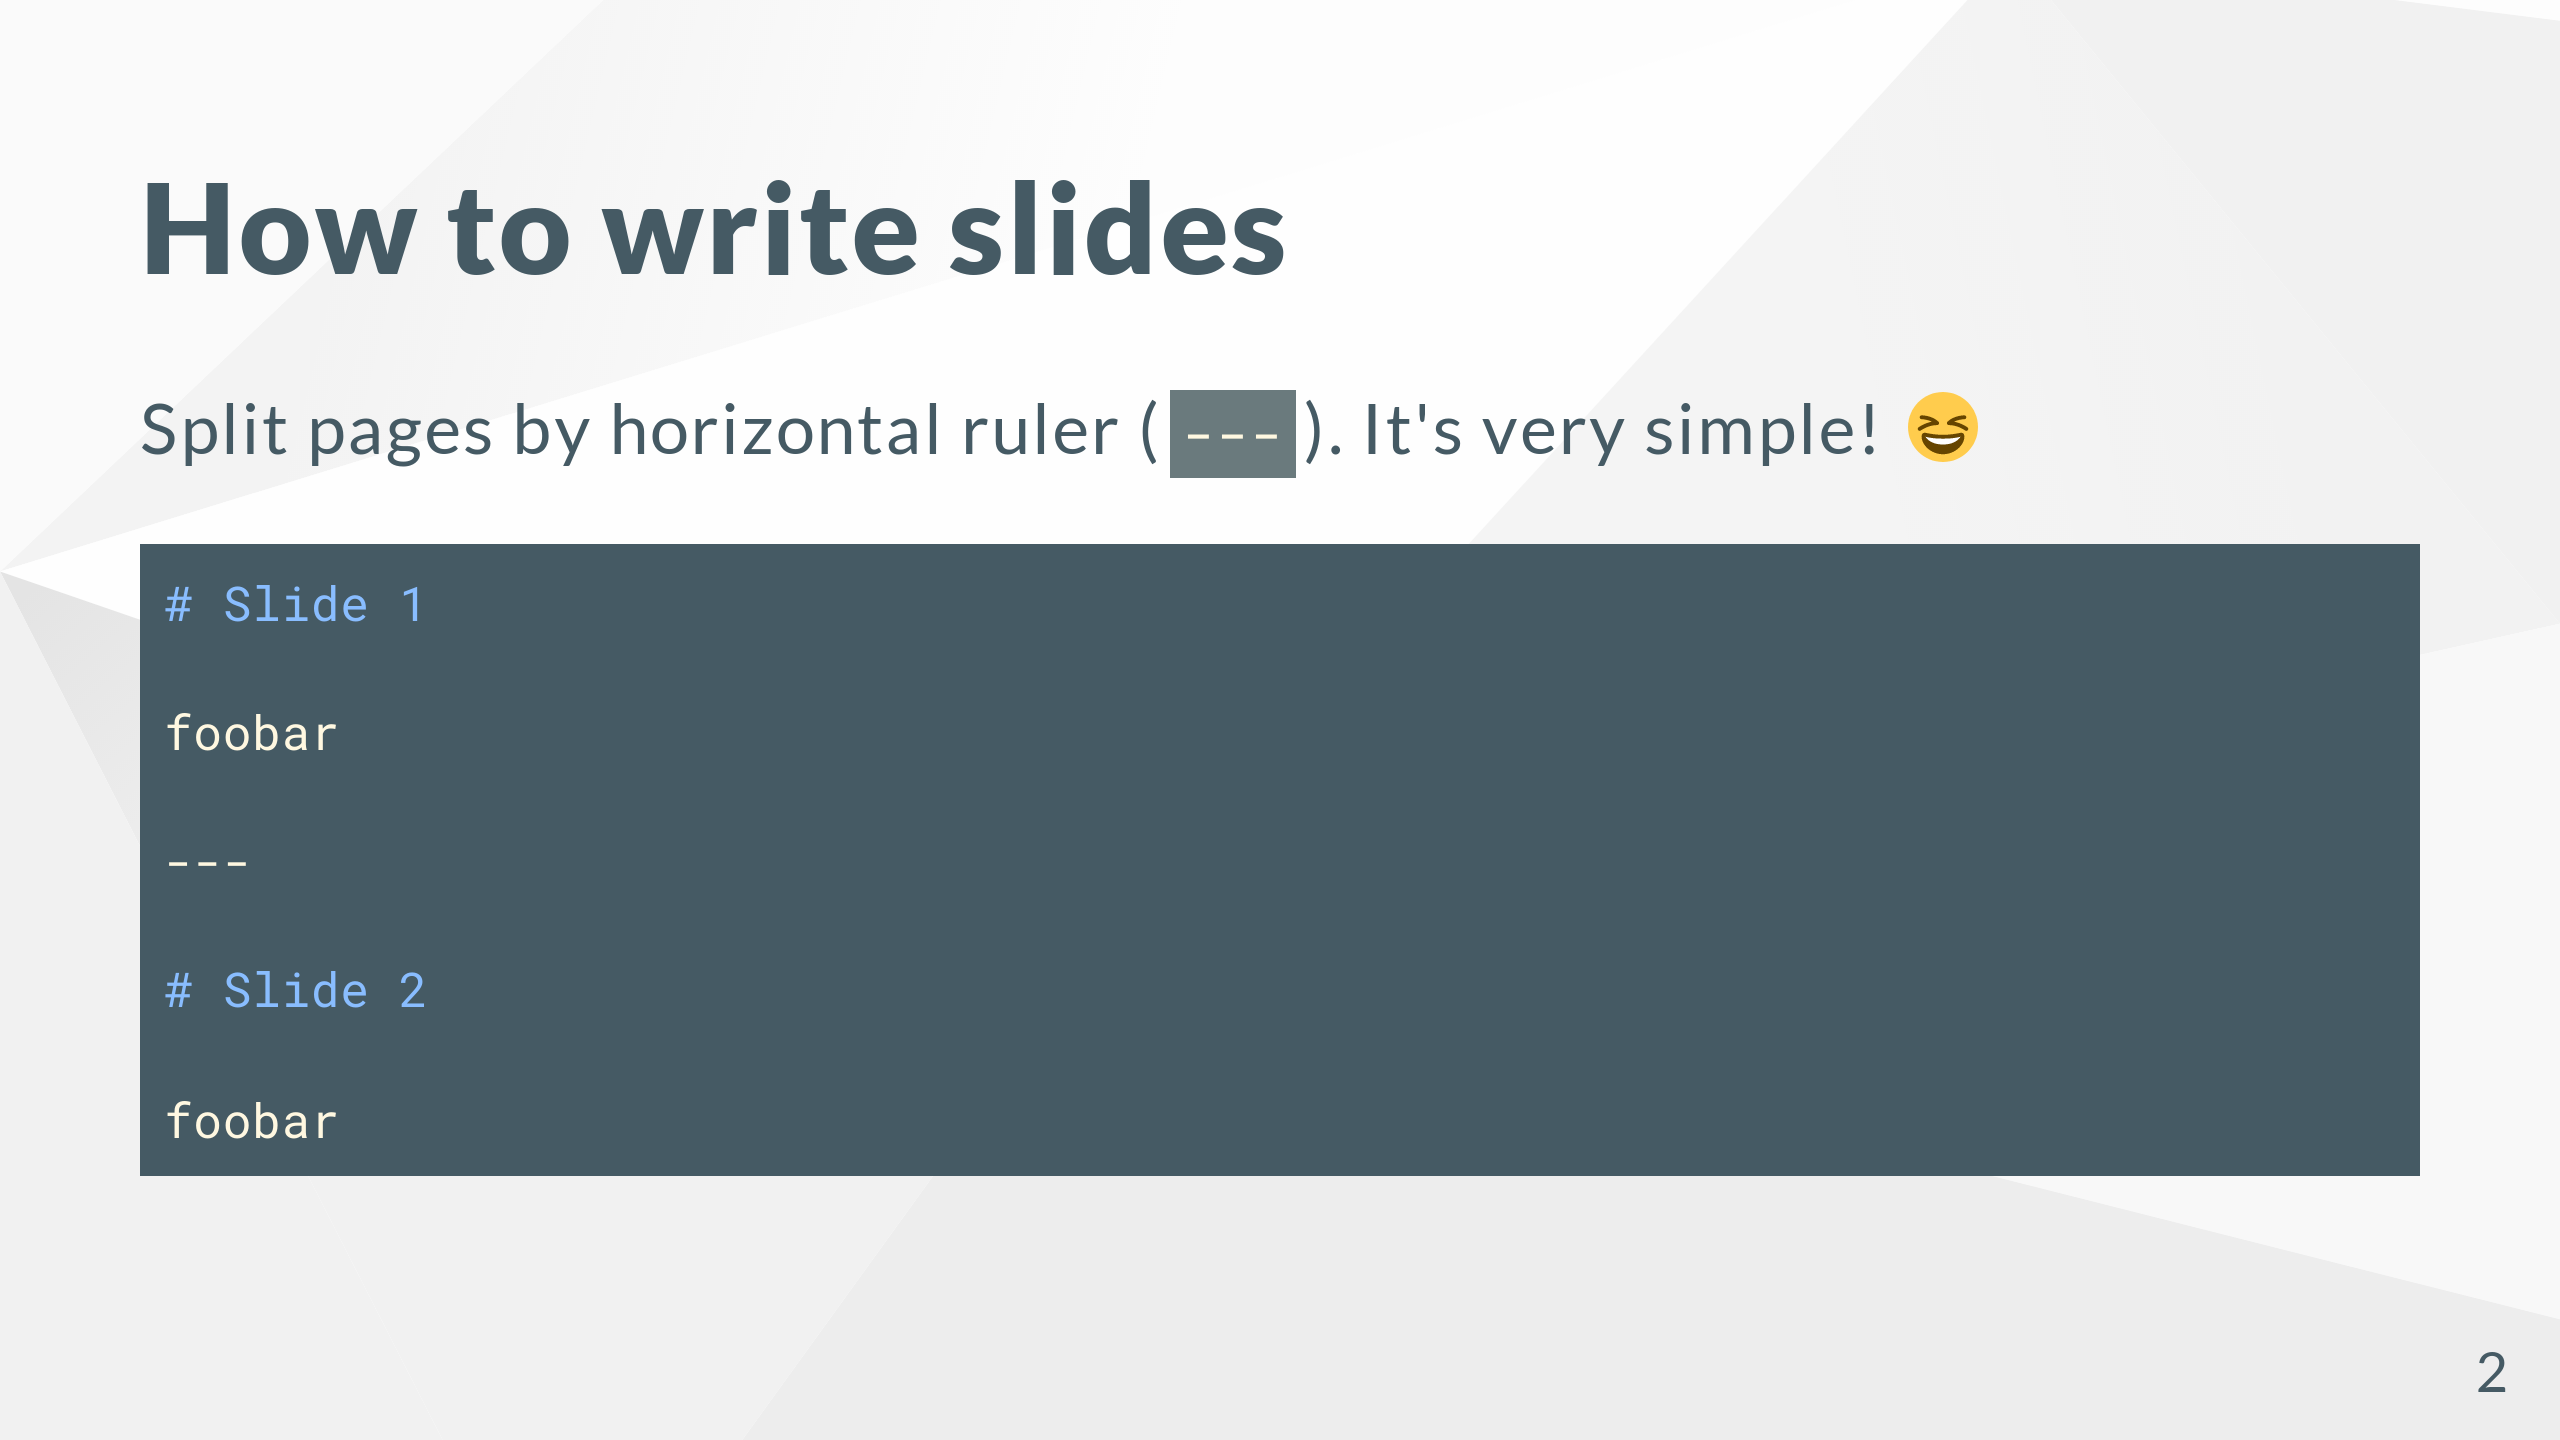 How to write slides
Split pages by horizontal ruler ( --- ). It's very simple! 😆
# Slide 1
foobar
---
# Slide 2
foobar
2